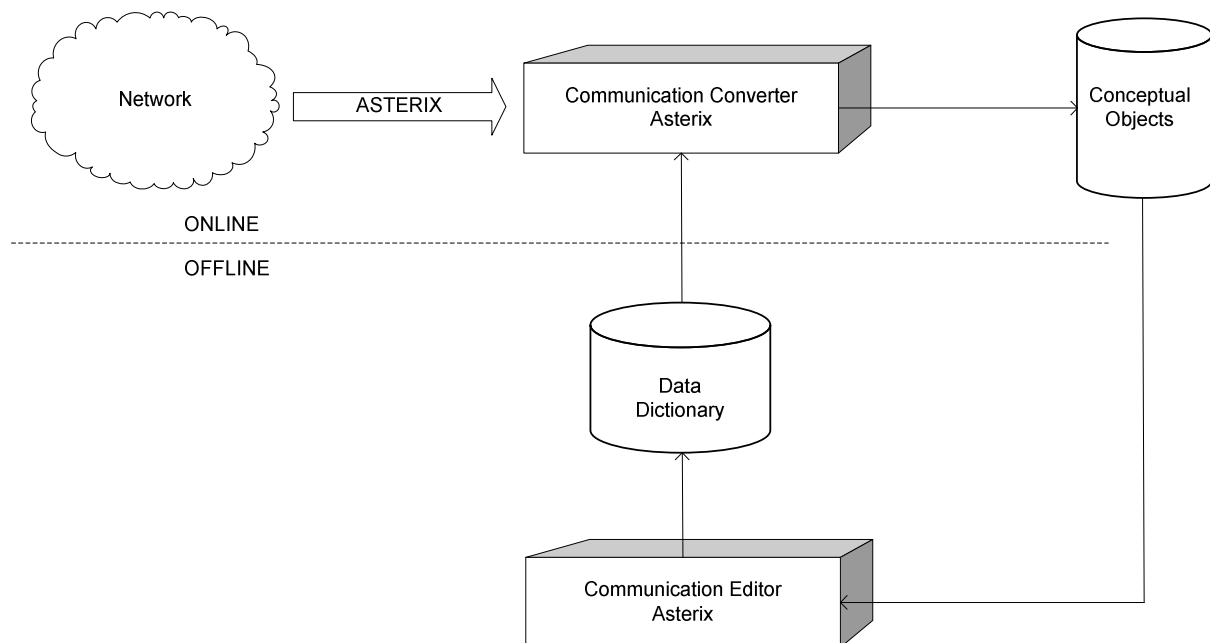 Network
ASTERIX
Communication Converter
Asterix
Conceptual
Objects
ONLINE
OFFLINE
Data
Dictionary
Communication Editor
Asterix